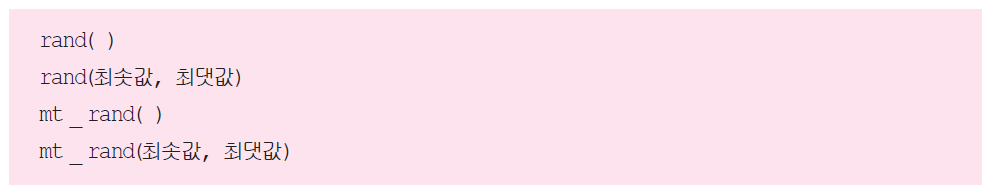 rand( )
rand(최솟값, 최댓값)
mt _ rand( )
mt _ rand(최솟값, 최댓값)